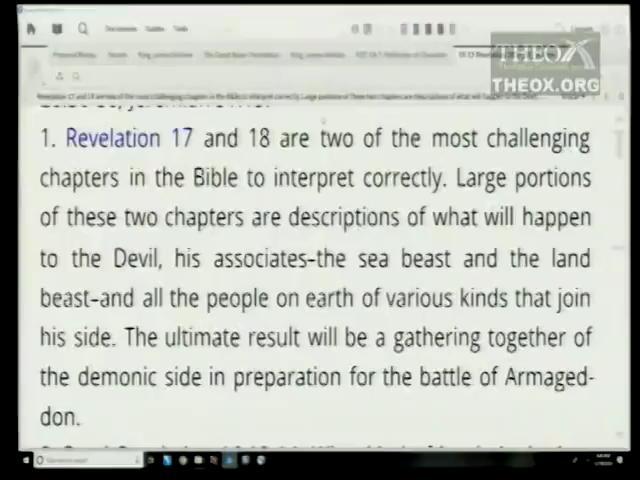 Documents Guides Tools
THEOX
THEOX.ORG
1. Revelation 17 and 18 are two of the most challenging
chapters in the Bible to interpret correctly. Large portions
of these two chapters are descriptions of what will happen
to the Devil, his associates–the sea beast and the land
beast–and all the people on earth of various kinds that join
his side. The ultimate result will be a gathering together of
the demonic side in preparation for the battle of Armaged-
don.